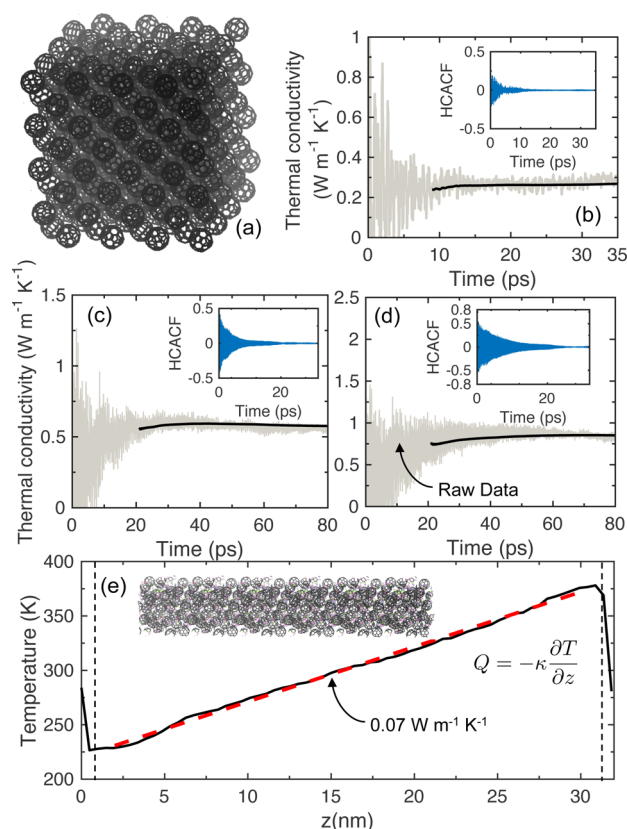 (a)
Thermal conductivity
(W m⁻¹ K⁻¹)
1
0.8
0.6
0.4
0.2
0
0 5 10 15 20 25 30 35
Time (ps)
HCACF
0.5
0
-0.5
0 10 20 30
Time (ps)
(b)
Thermal conductivity (W m⁻¹ K⁻¹)
1.5
1
0.5
0
0 20 40 60 80
Time (ps)
(c)
HCACF
0.5
0
-0.5
0 20
Time (ps)
2.5
2
1.5
1
0.75
0.5
0
0 20 40 60 80
Time (ps)
(d)
HCACF
0.8
0.4
0
-0.4
-0.8
0 20
Time (ps)
Raw Data
Temperature (K)
400
375
350
300
250
225
200
0 5 10 15 20 25 30
z(nm)
(e)
Q = −κ ∂T/∂z
0.07 W m⁻¹ K⁻¹